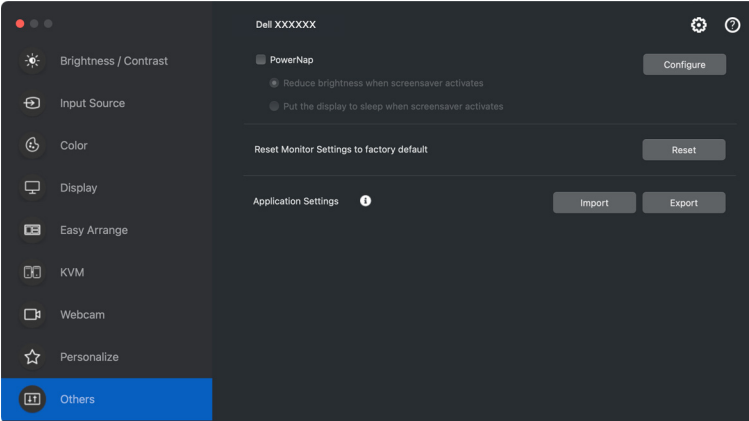 Dell XXXXXX
Brightness / Contrast
Input Source
Color
Display
Easy Arrange
KVM
Webcam
Personalize
Others
PowerNap
Configure
Reduce brightness when screensaver activates
Put the display to sleep when screensaver activates
Reset Monitor Settings to factory default
Reset
Application Settings
Import
Export